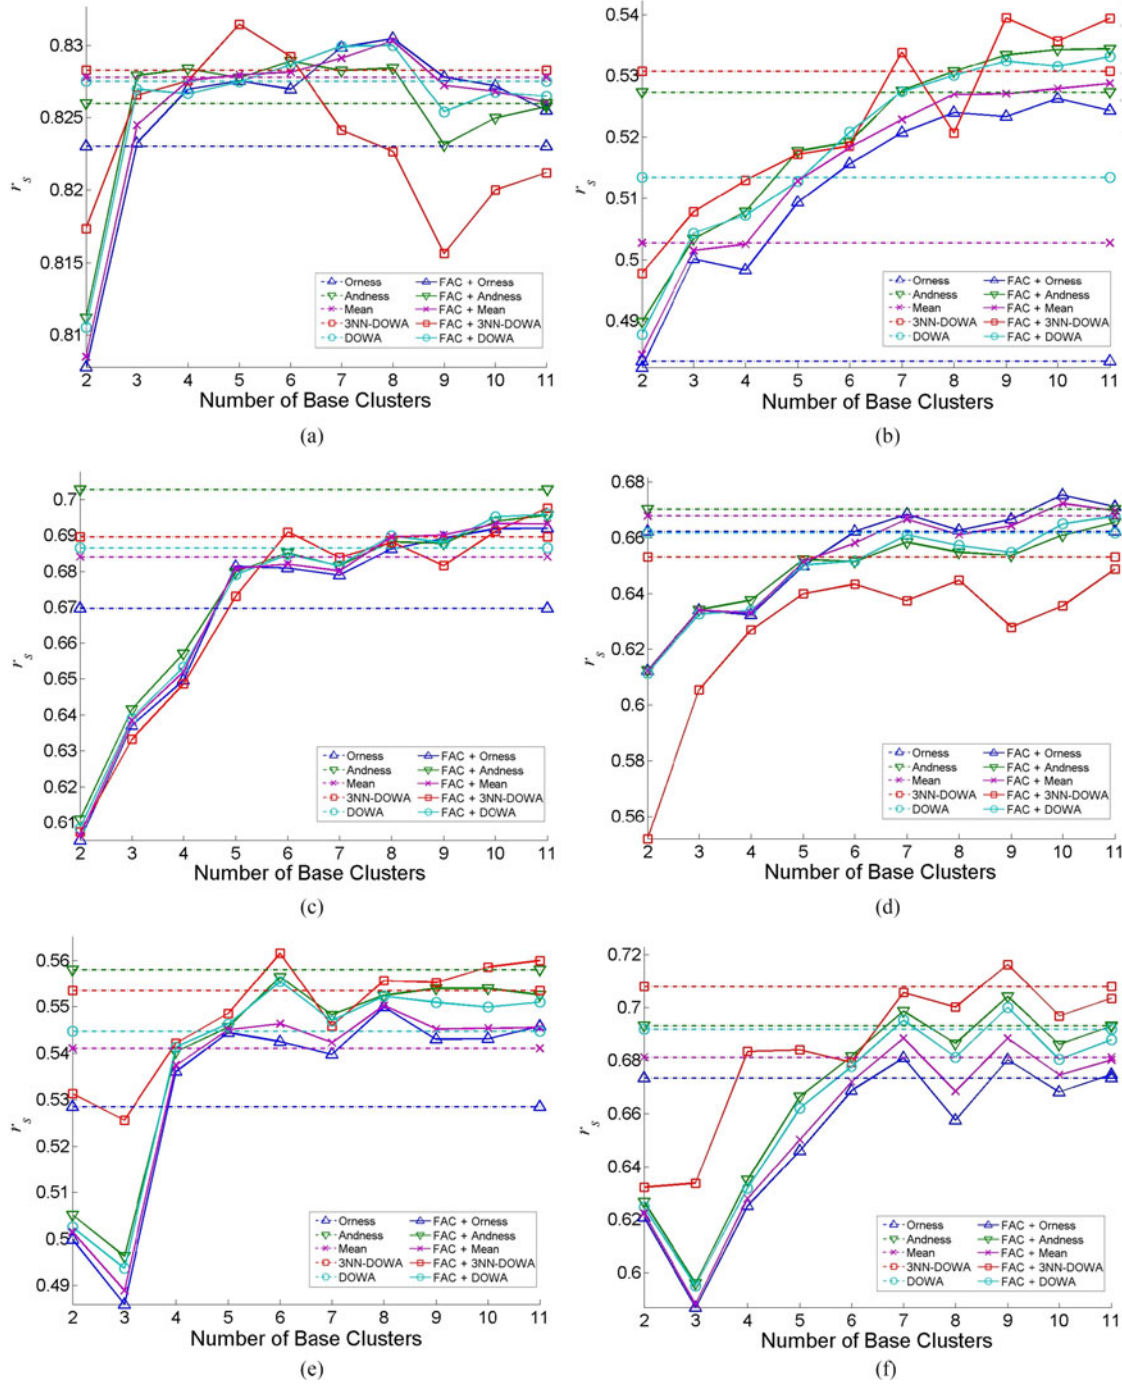 0.83
0.825
0.82
0.815
0.81
r_s
2 3 4 5 6 7 8 9 10 11
Number of Base Clusters
Orness FAC + Orness
Andness FAC + Andness
Mean FAC + Mean
3NN-DOWA FAC + 3NN-DOWA
DOWA FAC + DOWA
(a)
0.54
0.53
0.52
0.51
0.5
0.49
r_s
2 3 4 5 6 7 8 9 10 11
Number of Base Clusters
Orness FAC + Orness
Andness FAC + Andness
Mean FAC + Mean
3NN-DOWA FAC + 3NN-DOWA
DOWA FAC + DOWA
(b)
0.7
0.69
0.68
0.67
0.66
0.65
0.64
0.63
0.62
0.61
r_s
2 3 4 5 6 7 8 9 10 11
Number of Base Clusters
Orness FAC + Orness
Andness FAC + Andness
Mean FAC + Mean
3NN-DOWA FAC + 3NN-DOWA
DOWA FAC + DOWA
(c)
0.68
0.66
0.64
0.62
0.6
0.58
0.56
r_s
2 3 4 5 6 7 8 9 10 11
Number of Base Clusters
Orness FAC + Orness
Andness FAC + Andness
Mean FAC + Mean
3NN-DOWA FAC + 3NN-DOWA
DOWA FAC + DOWA
(d)
0.56
0.55
0.54
0.53
0.52
0.51
0.5
0.49
r_s
2 3 4 5 6 7 8 9 10 11
Number of Base Clusters
Orness FAC + Orness
Andness FAC + Andness
Mean FAC + Mean
3NN-DOWA FAC + 3NN-DOWA
DOWA FAC + DOWA
(e)
0.72
0.7
0.68
0.66
0.64
0.62
0.6
r_s
2 3 4 5 6 7 8 9 10 11
Number of Base Clusters
Orness FAC + Orness
Andness FAC + Andness
Mean FAC + Mean
3NN-DOWA FAC + 3NN-DOWA
DOWA FAC + DOWA
(f)